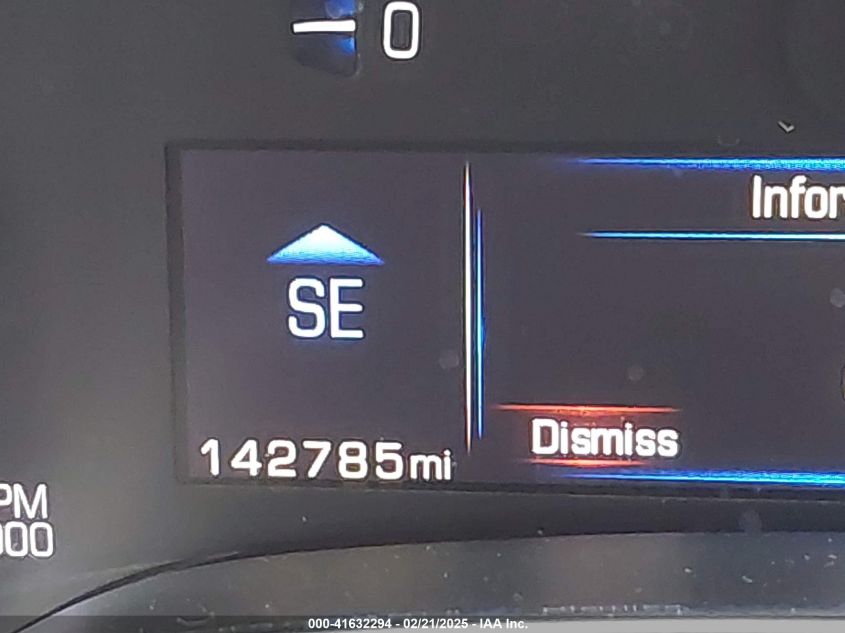 0
Infor
SE
Dismiss
142785mi
PM
000
000-41632294 - 02/21/2025 - IAA Inc.